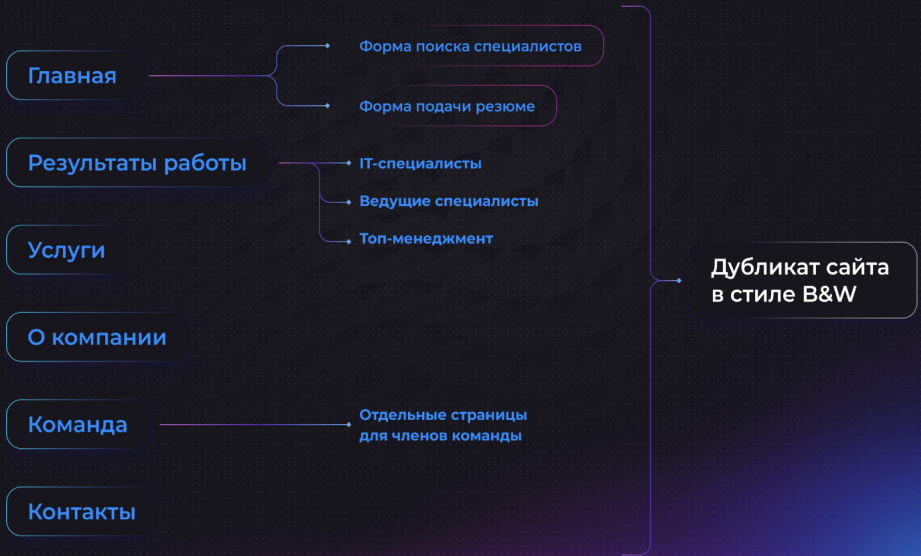 Главная
Форма поиска специалистов
Форма подачи резюме
Результаты работы
IT-специалисты
Ведущие специалисты
Топ-менеджмент
Услуги
О компании
Команда
Отдельные страницы
для членов команды
Контакты
Дубликат сайта
в стиле B&W